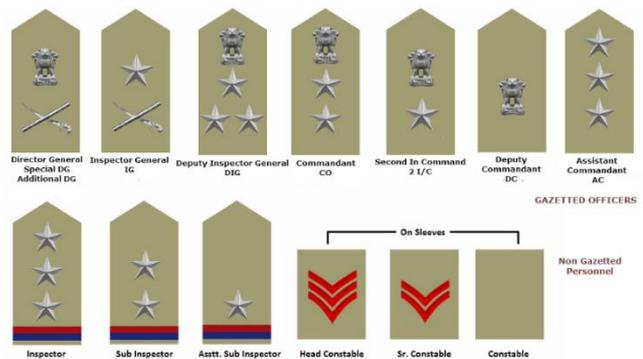 Director General
Special DG
Additional DG
Inspector General
IG
Deputy Inspector General
DIG
Commandant
CO
Second In Command
2 I/C
Deputy
Commandant
DC .
Assistant
Commandant
AC
GAZETTED OFFICERS
On Sleeves
Non Gazetted
Personnel
Inspector
Sub Inspector
Asstt. Sub Inspector
Head Constable
Sr. Constable
Constable